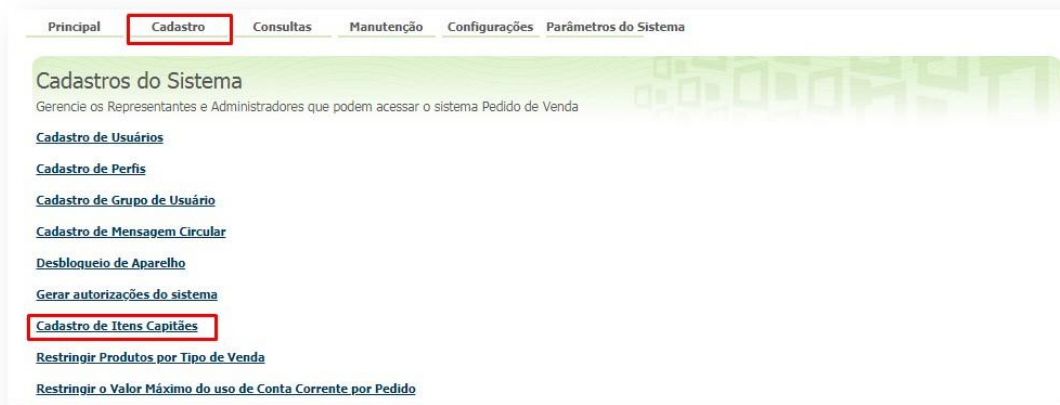 Principal Cadastro Consultas Manutenção Configurações Parâmetros do Sistema
Cadastros do Sistema
Gerencie os Representantes e Administradores que podem acessar o sistema Pedido de Venda
Cadastro de Usuários
Cadastro de Perfis
Cadastro de Grupo de Usuário
Cadastro de Mensagem Circular
Desbloqueio de Aparelho
Gerar autorizações do sistema
Cadastro de Itens Capitães
Restringir Produtos por Tipo de Venda
Restringir o Valor Máximo do uso de Conta Corrente por Pedido